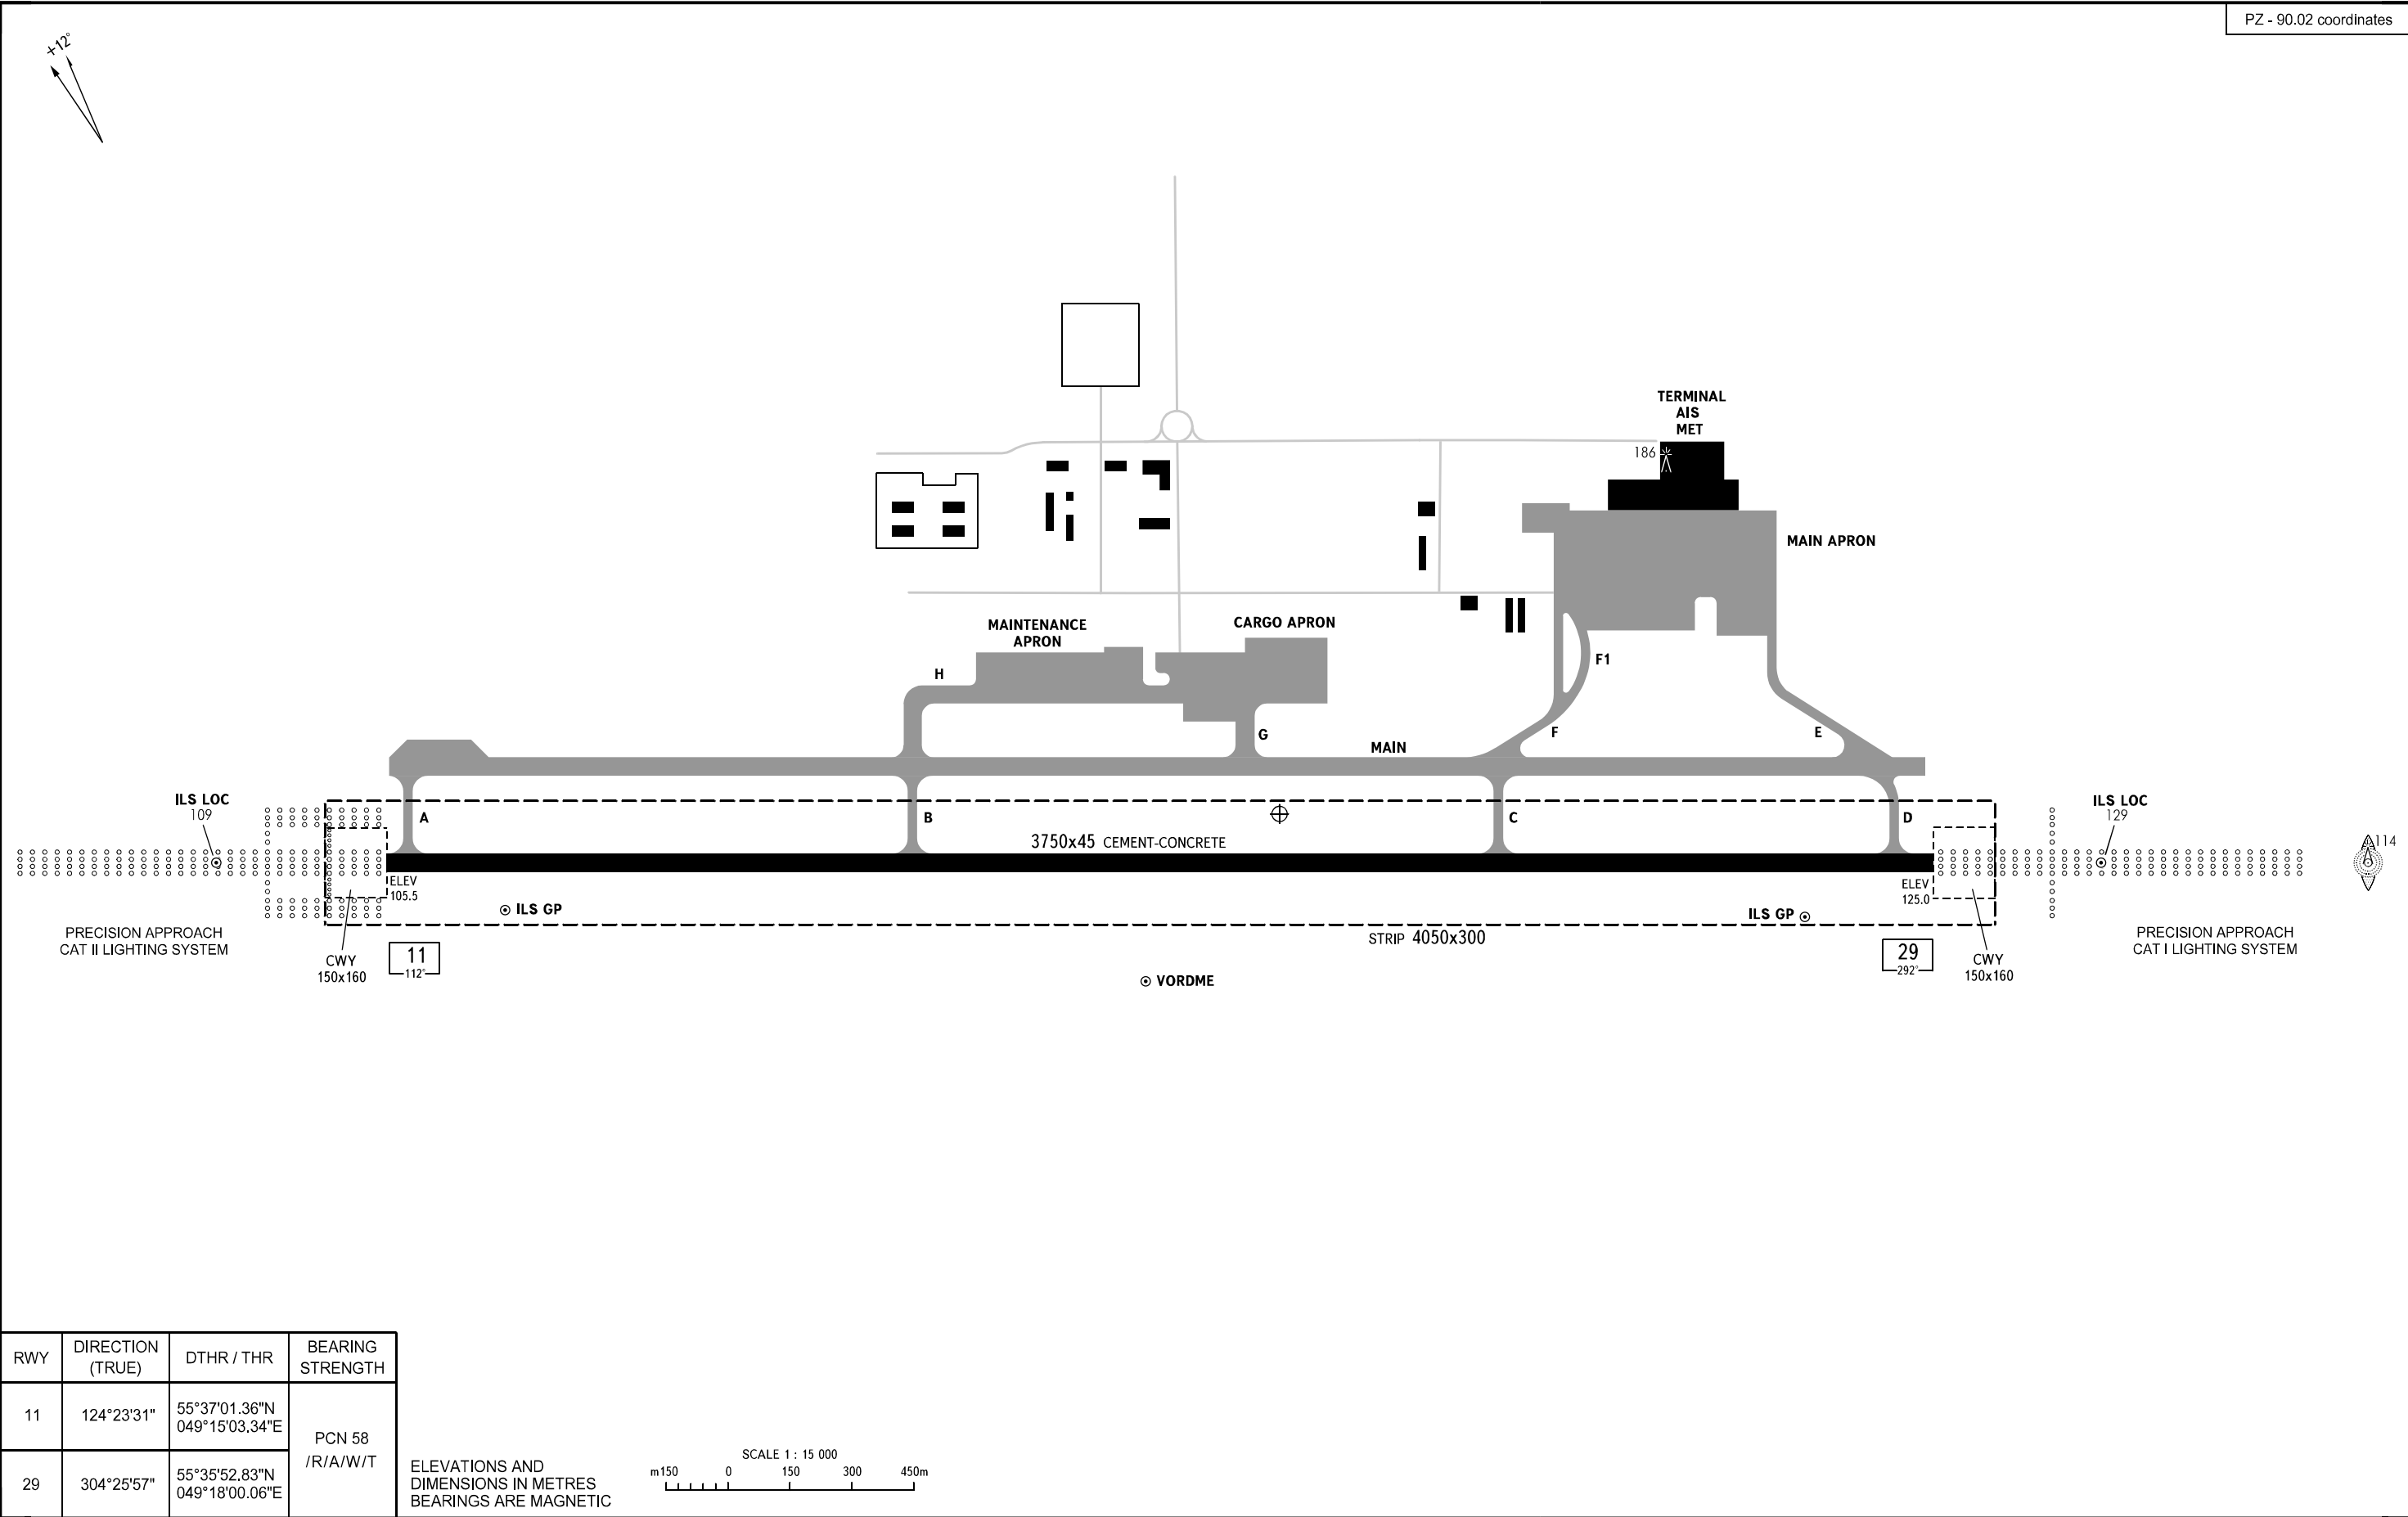 PZ - 90.02 coordinates
+12°
TERMINAL
AIS
MET
186
MAIN APRON
MAINTENANCE
APRON
CARGO APRON
H
F1
G
MAIN
F
E
ILS LOC
109
A
B
C
D
ILS LOC
129
3750x45 CEMENT-CONCRETE
114
ELEV
105.5
ELEV
125.0
ILS GP
ILS GP
PRECISION APPROACH
CAT II LIGHTING SYSTEM
STRIP 4050x300
PRECISION APPROACH
CAT I LIGHTING SYSTEM
CWY
150x160
11
112°
29
292°
CWY
150x160
VORDME
RWY
DIRECTION
(TRUE)
DTHR / THR
BEARING
STRENGTH
11
124°23'31"
55°37'01.36"N
049°15'03.34"E
PCN 58
/R/A/W/T
29
304°25'57"
55°35'52.83"N
049°18'00.06"E
ELEVATIONS AND
DIMENSIONS IN METRES
BEARINGS ARE MAGNETIC
SCALE 1 : 15 000
m150 0 150 300 450m